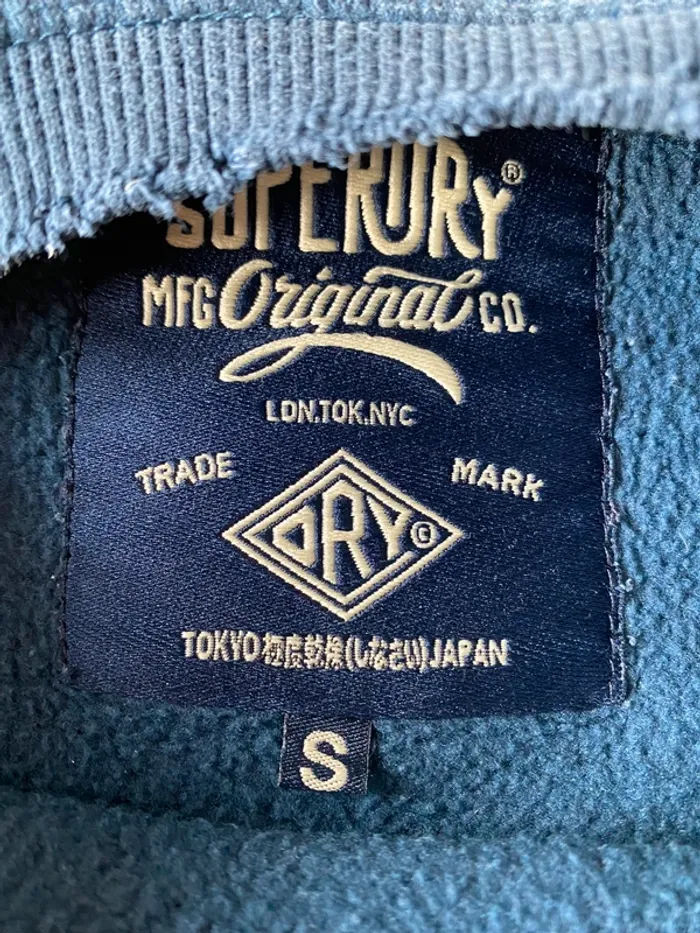 SUPERDRY®
MFG Original CO.
LDN.TOK.NYC
TRADE MARK
DRY©
TOKYO 極度乾燥(しなさい) JAPAN
S